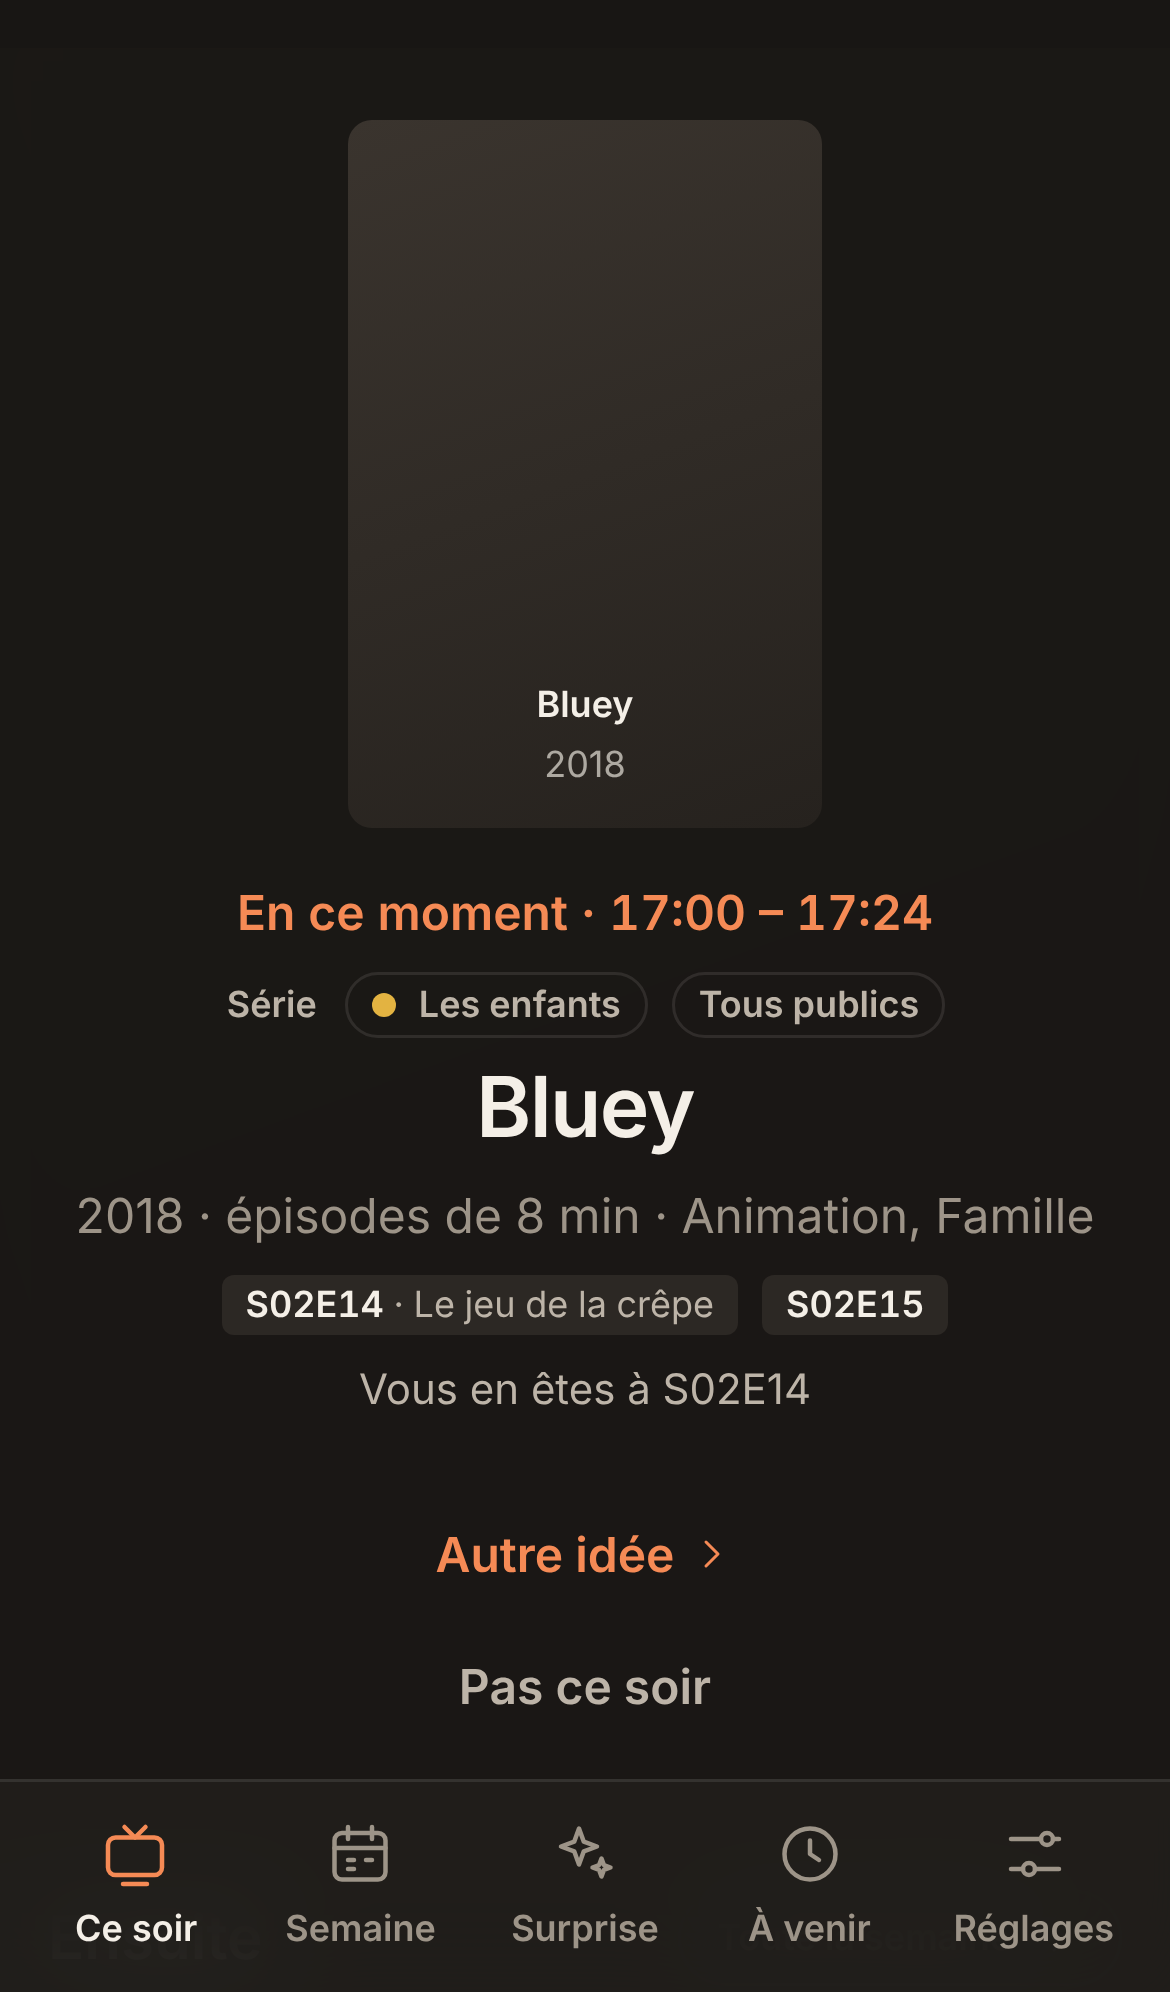 Bluey
2018
En ce moment · 17:00 – 17:24
Série Les enfants Tous publics
Bluey
2018 · épisodes de 8 min · Animation, Famille
S02E14 · Le jeu de la crêpe S02E15
Vous en êtes à S02E14
Autre idée
Pas ce soir
Ce soir Semaine Surprise À venir Réglages
Ensuite